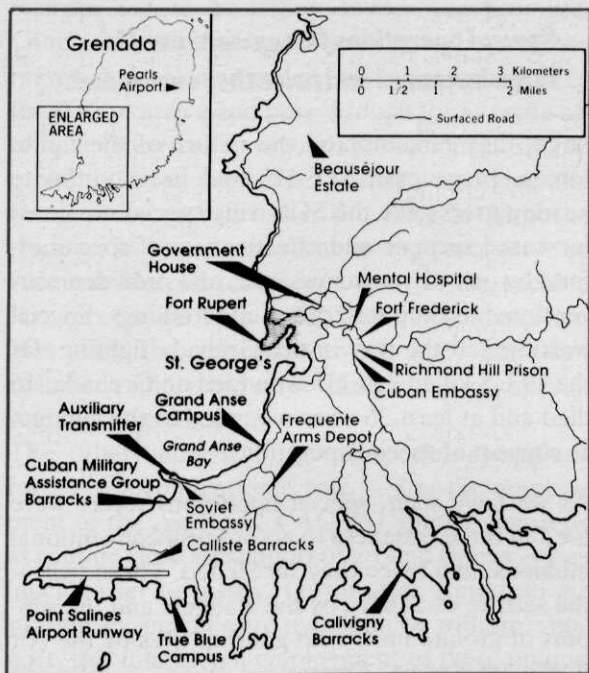 Grenada
Pearls
Airport
ENLARGED
AREA
0 1 2 3 Kilometers
0 1/2 1 2 Miles
Surfaced Road
Beauséjour
Estate
Government
House
Mental Hospital
Fort Rupert
Fort Frederick
St. George's
Richmond Hill Prison
Cuban Embassy
Grand Anse
Campus
Auxiliary
Transmitter
Grand Anse
Bay
Frequente
Arms Depot
Cuban Military
Assistance Group
Barracks
Soviet
Embassy
Calliste Barracks
Point Salines
Airport Runway
True Blue
Campus
Calivigny
Barracks